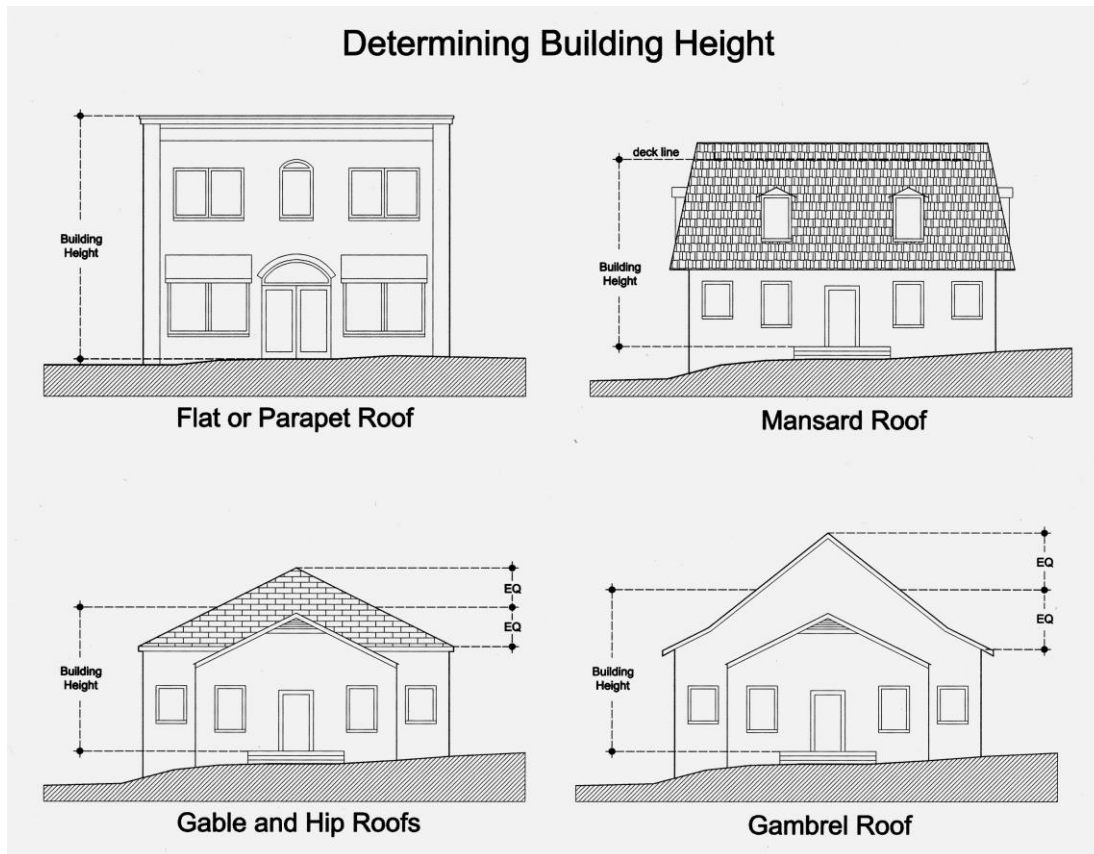 Determining Building Height
Building
Height
Flat or Parapet Roof
deck line
Building
Height
Mansard Roof
EQ
EQ
Building
Height
Gable and Hip Roofs
EQ
EQ
Building
Height
Gambrel Roof